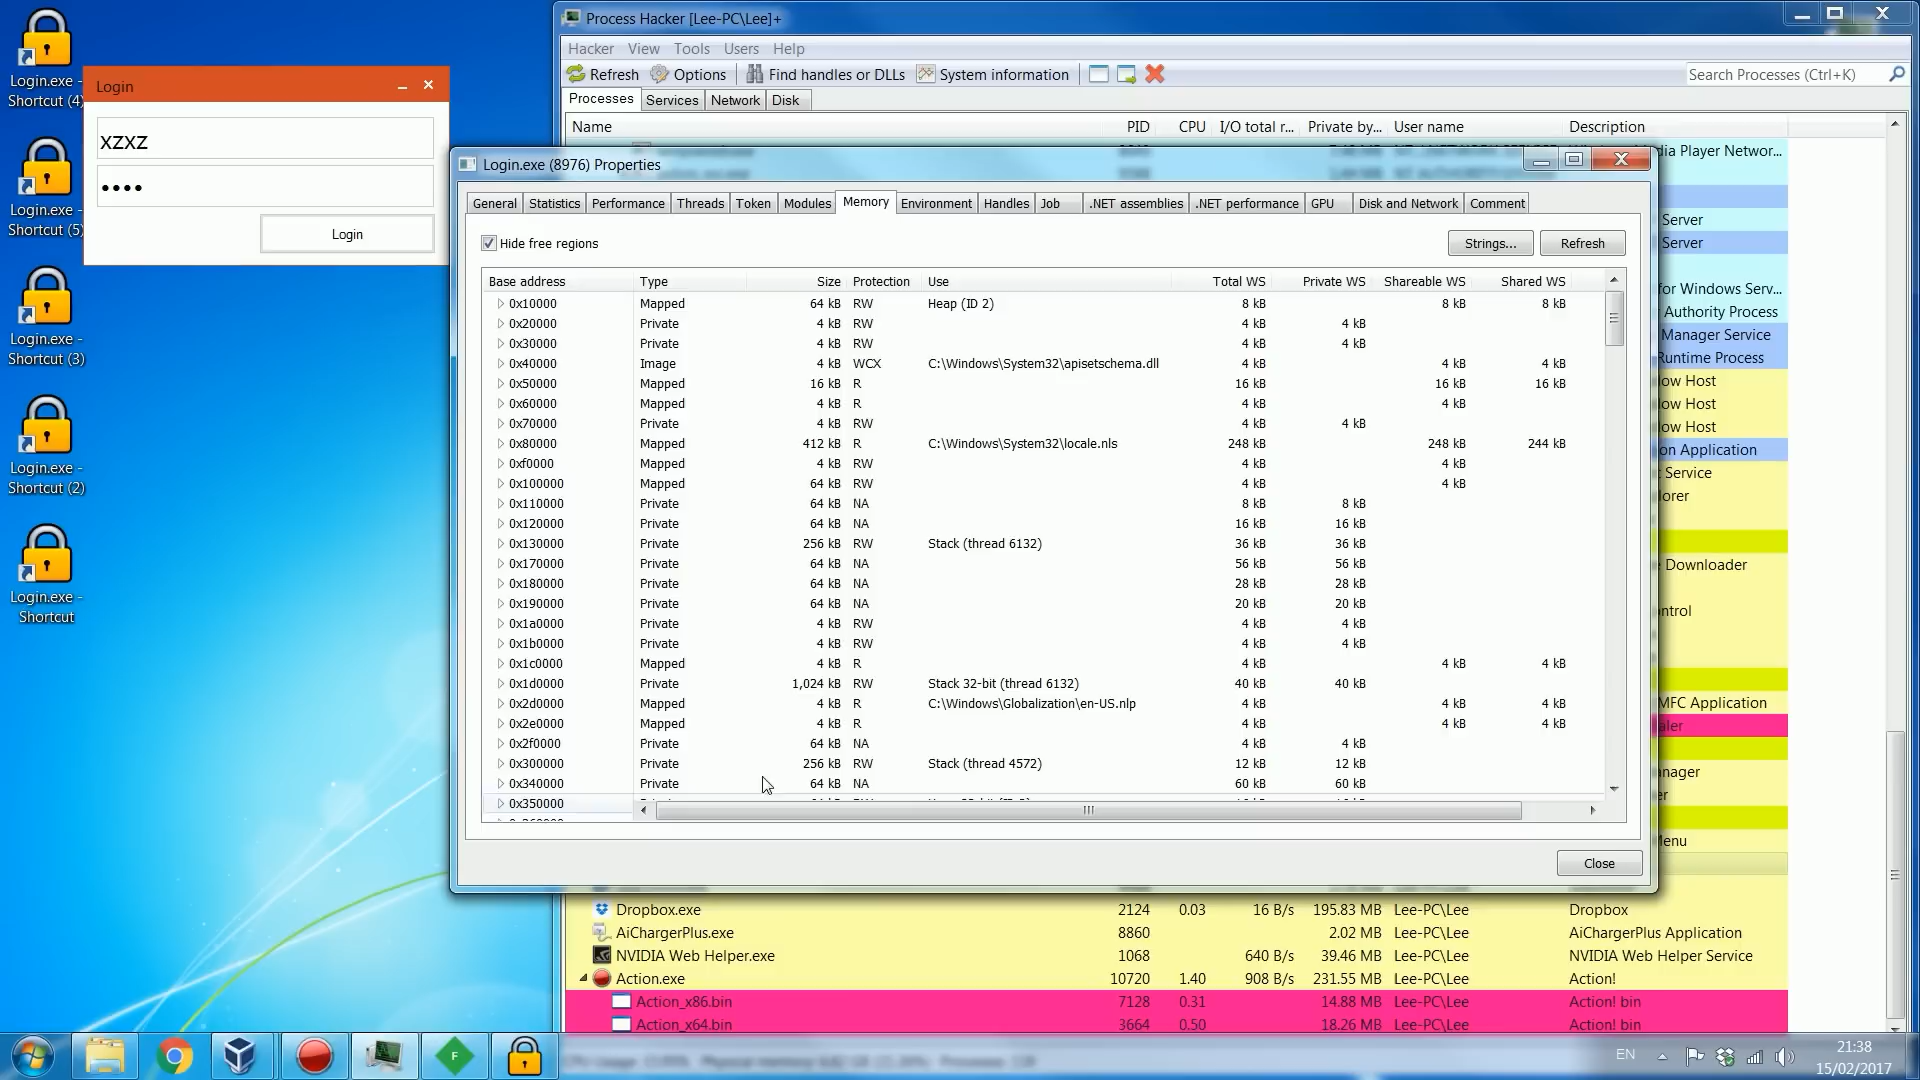 Login.exe -
Shortcut (4)
Login.exe -
Shortcut (5)
Login.exe -
Shortcut (3)
Login.exe -
Shortcut (2)
Login.exe -
Shortcut
Login
xzxz
••••
Login
Process Hacker [Lee-PC\Lee]+
Hacker View Tools Users Help
Refresh Options Find handles or DLLs System information Search Processes (Ctrl+K)
Processes Services Network Disk
Name PID CPU I/O total r... Private by... User name Description
dia Player Networ...
Server
Server
for Windows Serv...
Authority Process
Manager Service
Runtime Process
ow Host
ow Host
ow Host
on Application
Service
orer
Downloader
ntrol
MFC Application
aler
anager
er
Menu
Login.exe (8976) Properties
General Statistics Performance Threads Token Modules Memory Environment Handles Job .NET assemblies .NET performance GPU Disk and Network Comment
Hide free regions Strings... Refresh
Base address Type Size Protection Use Total WS Private WS Shareable WS Shared WS
0x10000 Mapped 64 kB RW Heap (ID 2) 8 kB 8 kB 8 kB
0x20000 Private 4 kB RW 4 kB 4 kB
0x30000 Private 4 kB RW 4 kB 4 kB
0x40000 Image 4 kB WCX C:\Windows\System32\apisetschema.dll 4 kB 4 kB 4 kB
0x50000 Mapped 16 kB R 16 kB 16 kB 16 kB
0x60000 Mapped 4 kB R 4 kB 4 kB
0x70000 Private 4 kB RW 4 kB 4 kB
0x80000 Mapped 412 kB R C:\Windows\System32\locale.nls 248 kB 248 kB 244 kB
0xf0000 Mapped 4 kB RW 4 kB 4 kB
0x100000 Mapped 64 kB RW 4 kB 4 kB
0x110000 Private 64 kB NA 8 kB 8 kB
0x120000 Private 64 kB NA 16 kB 16 kB
0x130000 Private 256 kB RW Stack (thread 6132) 36 kB 36 kB
0x170000 Private 64 kB NA 56 kB 56 kB
0x180000 Private 64 kB NA 28 kB 28 kB
0x190000 Private 64 kB NA 20 kB 20 kB
0x1a0000 Private 4 kB RW 4 kB 4 kB
0x1b0000 Private 4 kB RW 4 kB 4 kB
0x1c0000 Mapped 4 kB R 4 kB 4 kB 4 kB
0x1d0000 Private 1,024 kB RW Stack 32-bit (thread 6132) 40 kB 40 kB
0x2d0000 Mapped 4 kB R C:\Windows\Globalization\en-US.nlp 4 kB 4 kB 4 kB
0x2e0000 Mapped 4 kB R 4 kB 4 kB 4 kB
0x2f0000 Private 64 kB NA 4 kB 4 kB
0x300000 Private 256 kB RW Stack (thread 4572) 12 kB 12 kB
0x340000 Private 64 kB NA 60 kB 60 kB
0x350000
Close
Dropbox.exe 2124 0.03 16 B/s 195.83 MB Lee-PC\Lee Dropbox
AiChargerPlus.exe 8860 2.02 MB Lee-PC\Lee AiChargerPlus Application
NVIDIA Web Helper.exe 1068 640 B/s 39.46 MB Lee-PC\Lee NVIDIA Web Helper Service
Action.exe 10720 1.40 908 B/s 231.55 MB Lee-PC\Lee Action!
Action_x86.bin 7128 0.31 14.88 MB Lee-PC\Lee Action! bin
Action_x64.bin 3664 0.50 18.26 MB Lee-PC\Lee Action! bin
F
EN
21:38
15/02/2017